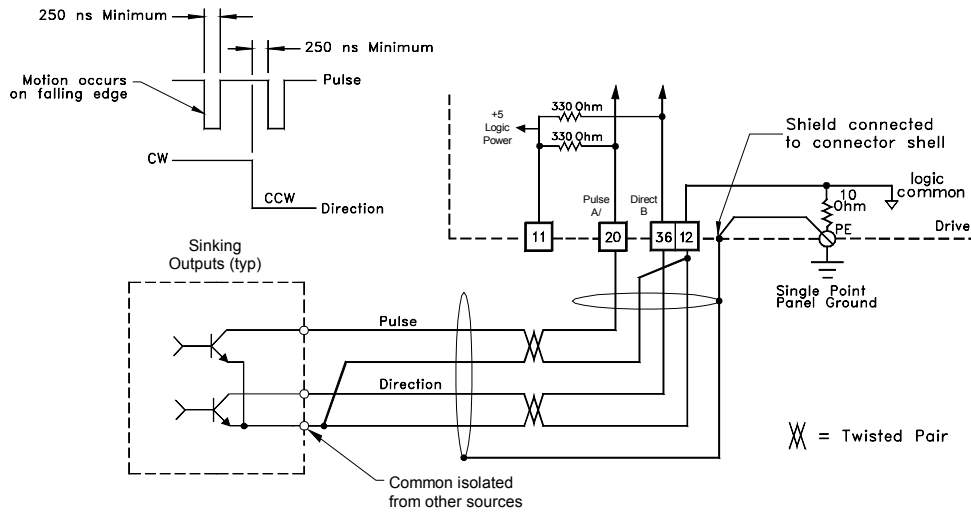 250 ns Minimum
250 ns Minimum
Pulse
Motion occurs
on falling edge
CW
CCW
Direction
330 Ohm
+5
Logic
Power
330 Ohm
Shield connected
to connector shell
logic
common
10
Ohm
Pulse
A/
Direct
B
PE
Drive
11
20
36
12
Single Point
Panel Ground
Sinking
Outputs (typ)
Pulse
Direction
= Twisted Pair
Common isolated
from other sources